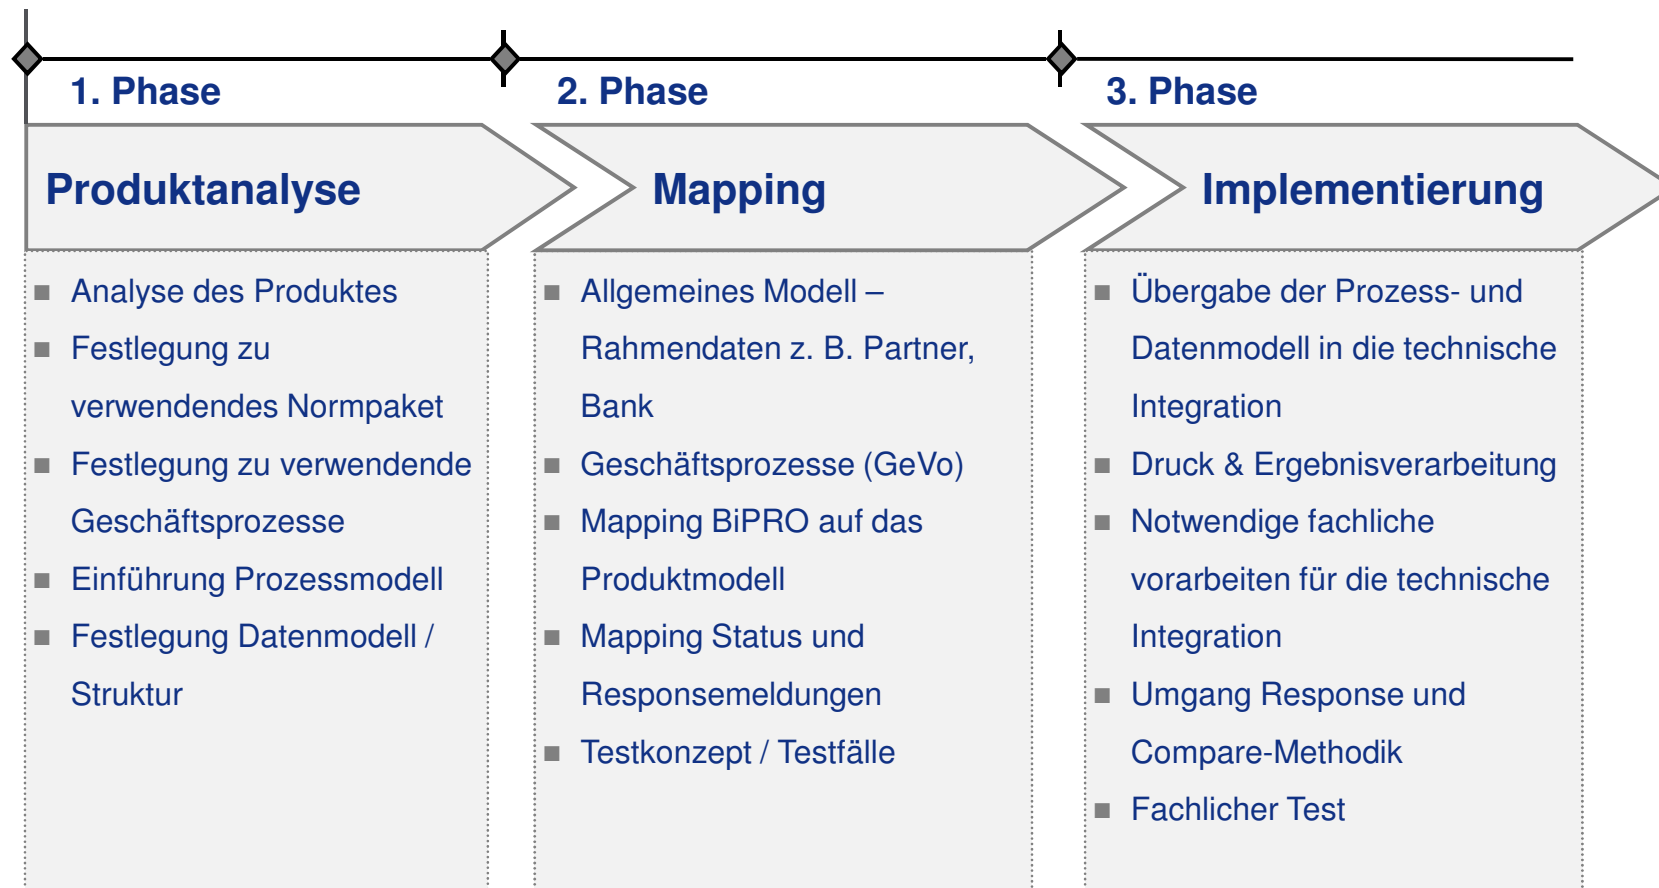 1. Phase
Produktanalyse
Analyse des Produktes
Festlegung zu
verwendendes Normpaket
Festlegung zu verwendende
Geschäftsprozesse
Einführung Prozessmodell
Festlegung Datenmodell /
Struktur
2. Phase
Mapping
Allgemeines Modell –
Rahmendaten z. B. Partner,
Bank
Geschäftsprozesse (GeVo)
Mapping BiPRO auf das
Produktmodell
Mapping Status und
Responsemeldungen
Testkonzept / Testfälle
3. Phase
Implementierung
Übergabe der Prozess- und
Datenmodell in die technische
Integration
Druck & Ergebnisverarbeitung
Notwendige fachliche
vorarbeiten für die technische
Integration
Umgang Response und
Compare-Methodik
Fachlicher Test